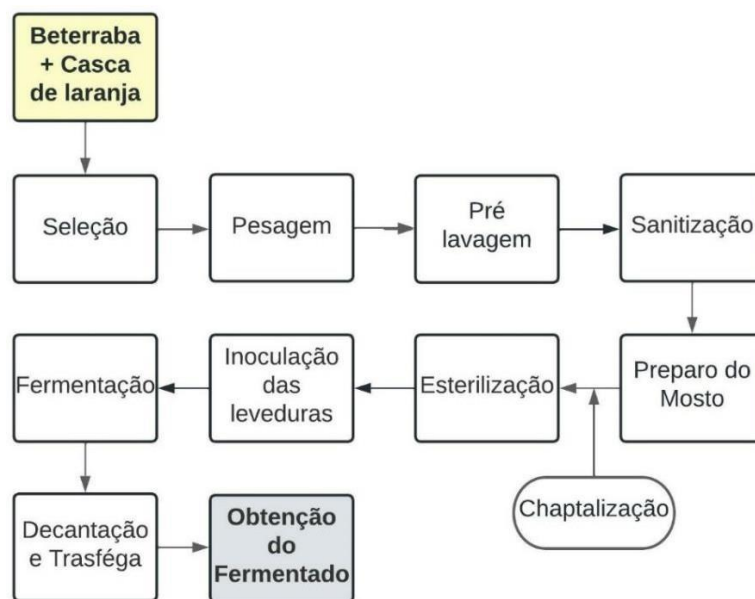 Beterraba
+ Casca
de laranja
Seleção
Pesagem
Pré
lavagem
Sanitização
Preparo do
Mosto
Chaptalização
Esterilização
Inoculação
das
leveduras
Fermentação
Decantação
e Trasféga
Obtenção
do
Fermentado